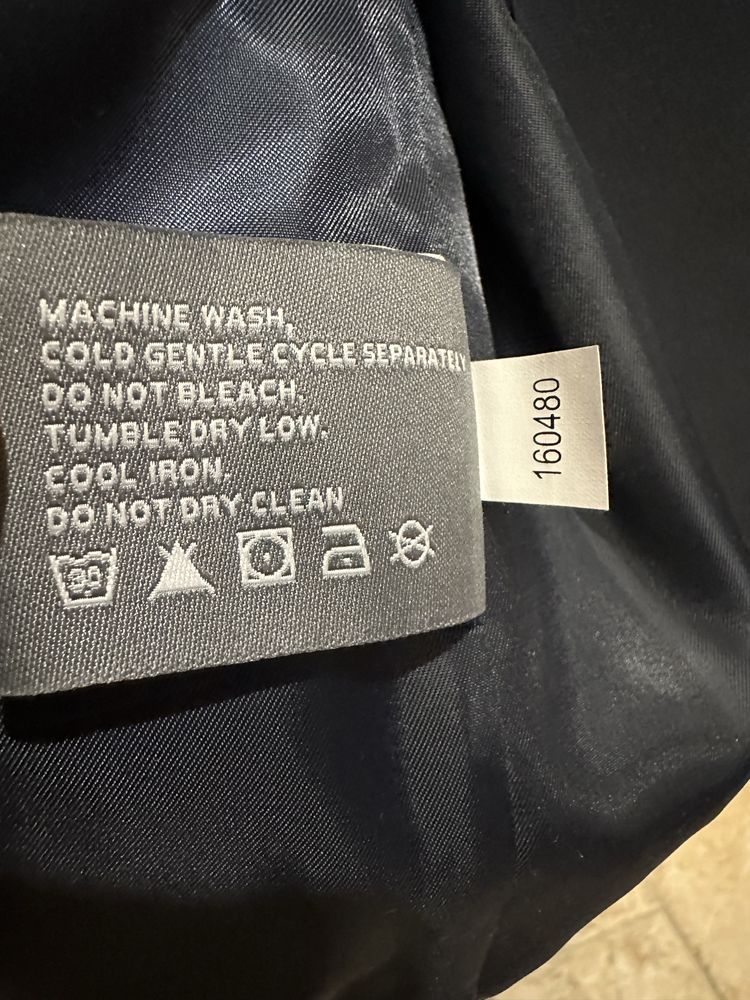 MACHINE WASH,
COLD GENTLE CYCLE SEPARATELY
DO NOT BLEACH.
TUMBLE DRY LOW.
COOL IRON.
DO NOT DRY CLEAN
30
160480